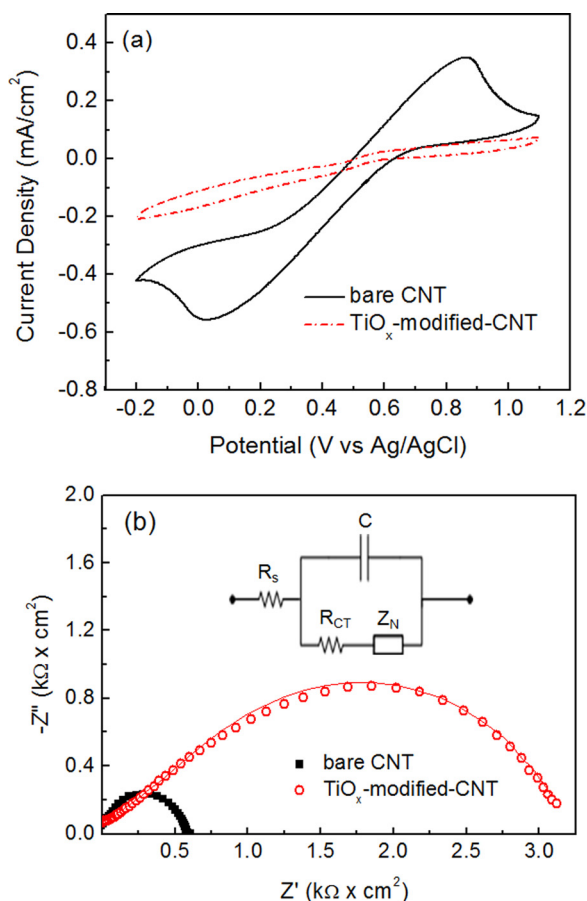 (a)
Current Density (mA/cm²)
0.4
0.2
0.0
-0.2
-0.4
-0.6
-0.8
bare CNT
TiOₓ-modified-CNT
-0.2 0.0 0.2 0.4 0.6 0.8 1.0 1.2
Potential (V vs Ag/AgCl)
(b)
-Z" (kΩ x cm²)
2.0
1.6
1.2
0.8
0.4
0.0
C
Rₛ
R_CT Z_N
bare CNT
TiOₓ-modified-CNT
0.5 1.0 1.5 2.0 2.5 3.0
Z' (kΩ x cm²)